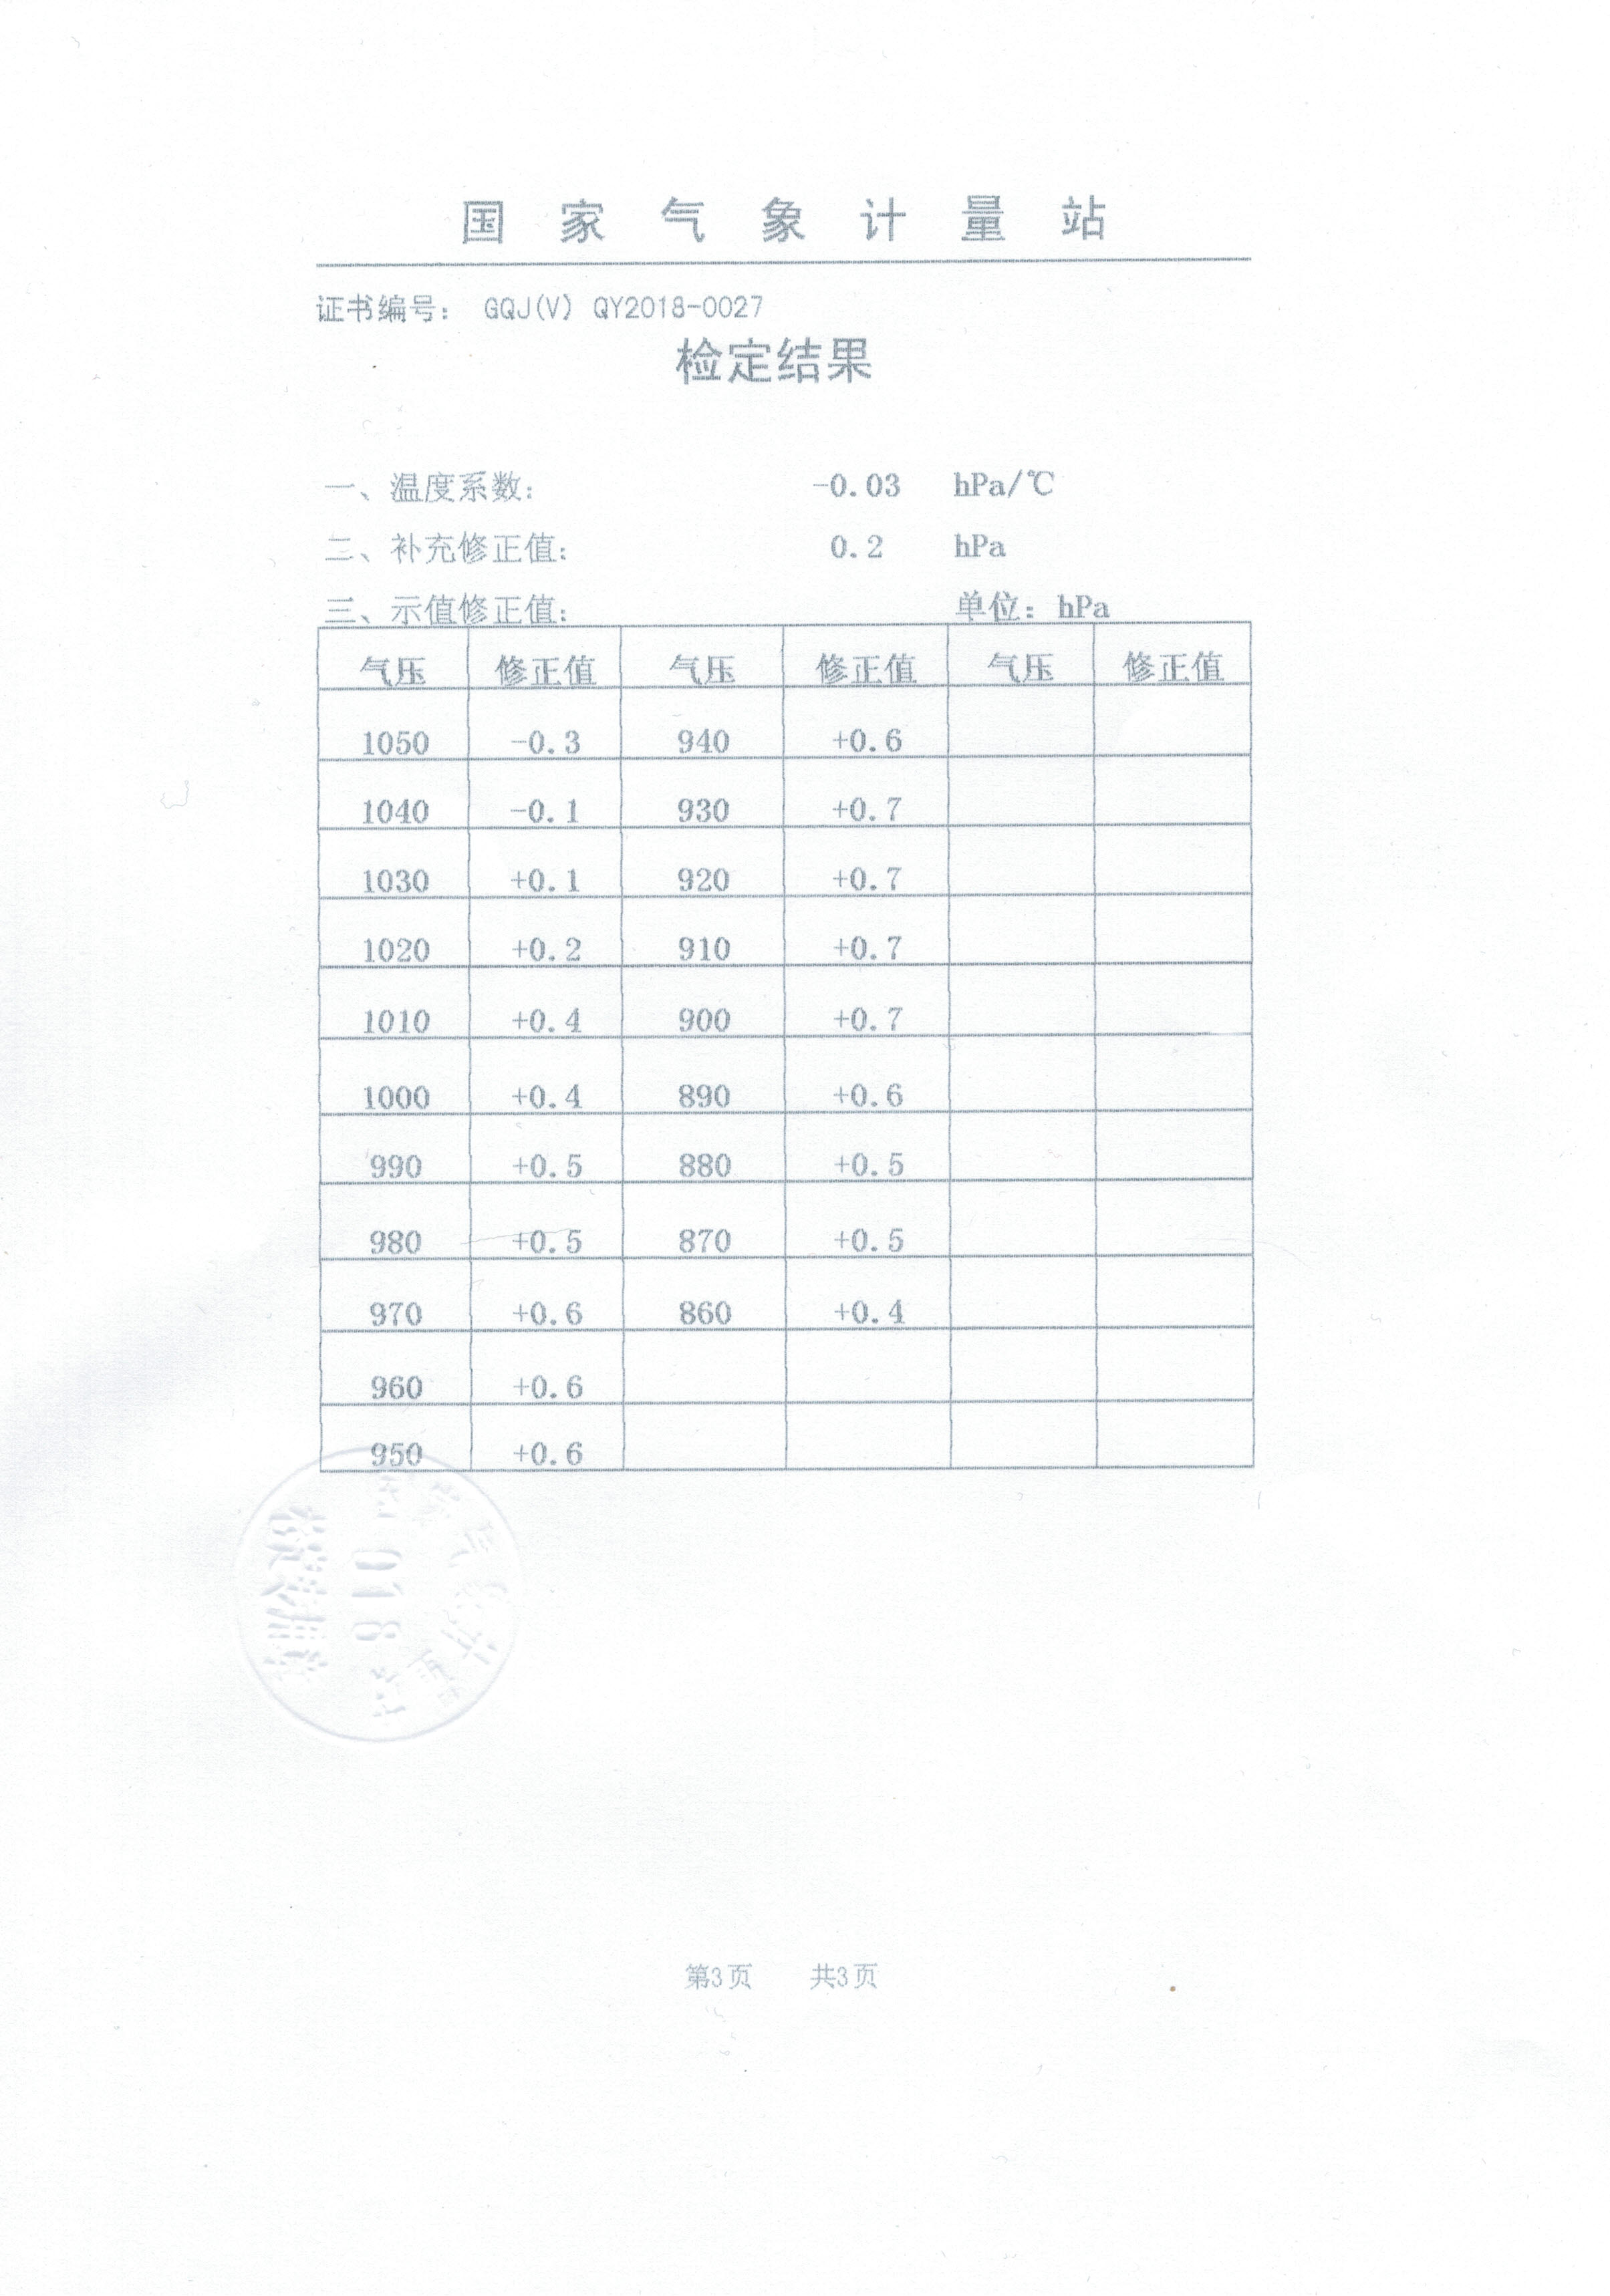 国家气象计量站
证书编号： GQJ(V) QY2018-0027
检定结果
一、温度系数： -0.03 hPa/℃
二、补充修正值： 0.2 hPa
三、示值修正值： 单位：hPa
气压 修正值 气压 修正值 气压 修正值
1050 -0.3 940 +0.6
1040 -0.1 930 +0.7
1030 +0.1 920 +0.7
1020 +0.2 910 +0.7
1010 +0.4 900 +0.7
1000 +0.4 890 +0.6
990 +0.5 880 +0.5
980 +0.5 870 +0.5
970 +0.6 860 +0.4
960 +0.6
950 +0.6
第3页 共3页